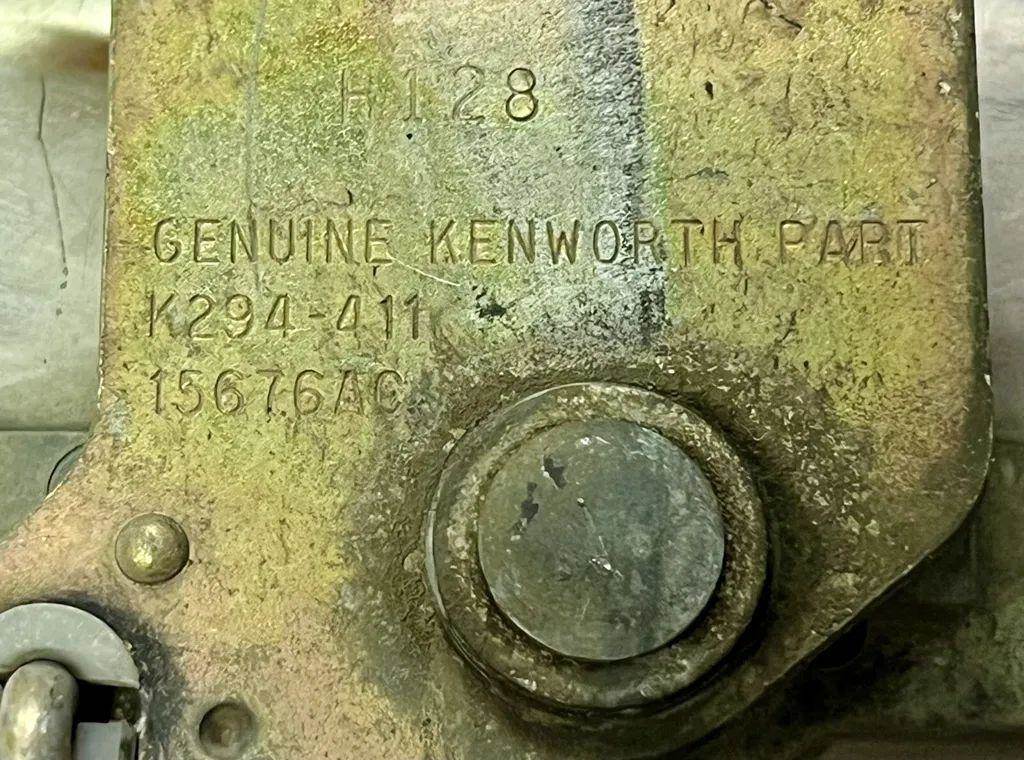 H128
GENUINE KENWORTH PART
K294-411
15676AC